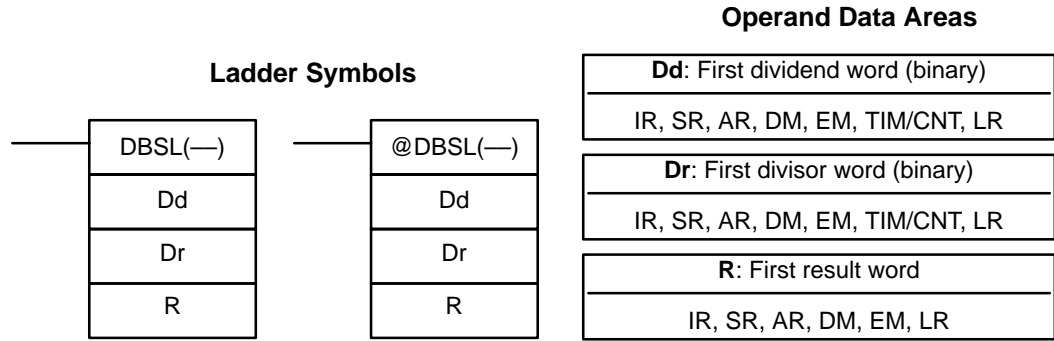 Operand Data Areas
Ladder Symbols
DBSL(—)
Dd
Dr
R
@DBSL(—)
Dd
Dr
R
Dd: First dividend word (binary)
IR, SR, AR, DM, EM, TIM/CNT, LR
Dr: First divisor word (binary)
IR, SR, AR, DM, EM, TIM/CNT, LR
R: First result word
IR, SR, AR, DM, EM, LR